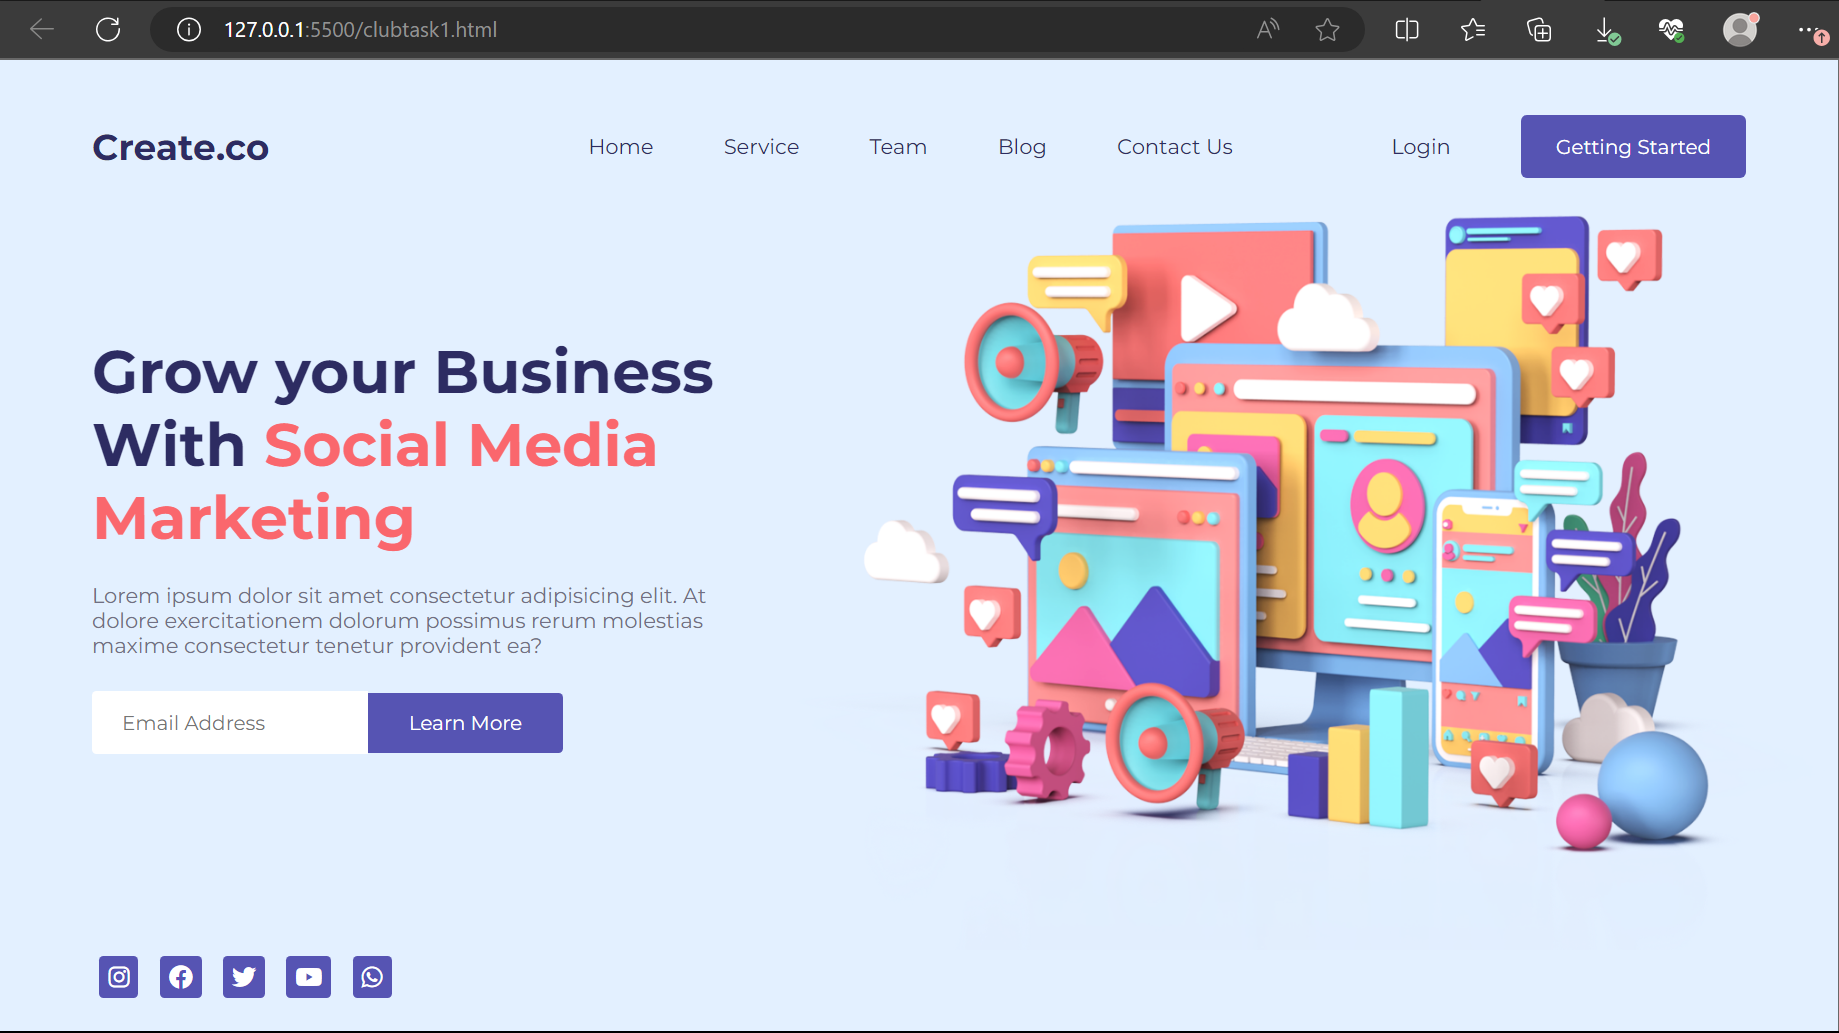 127.0.0.1:5500/clubtask1.html
Create.co
Home
Service
Team
Blog
Contact Us
Login
Getting Started
Grow your Business
With Social Media
Marketing
Lorem ipsum dolor sit amet consectetur adipisicing elit. At
dolore exercitationem dolorum possimus rerum molestias
maxime consectetur tenetur provident ea?
Email Address
Learn More